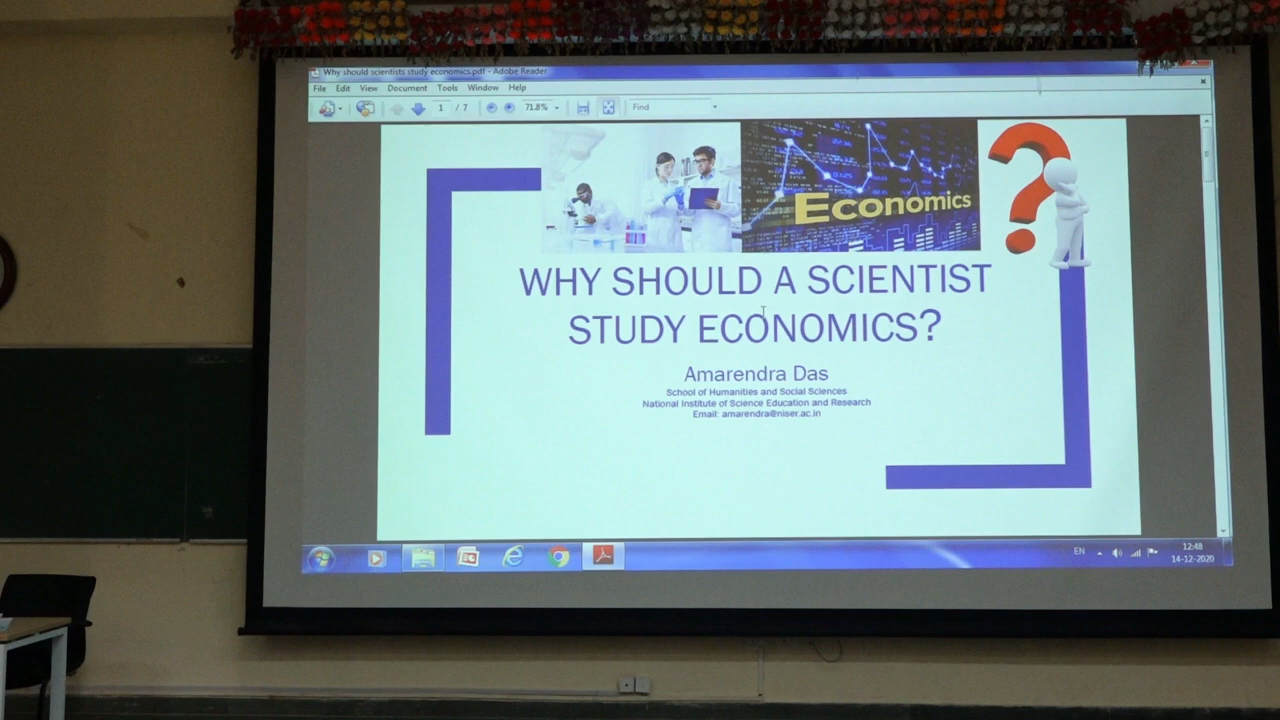 Why should scientists study economics.pdf - Adobe Reader
File Edit View Document Tools Window Help
1 / 7 71.8% Find
Economics
WHY SHOULD A SCIENTIST
STUDY ECONOMICS?
Amarendra Das
School of Humanities and Social Sciences
National Institute of Science Education and Research
Email: amarendra@niser.ac.in
EN
12:48
14-12-2020